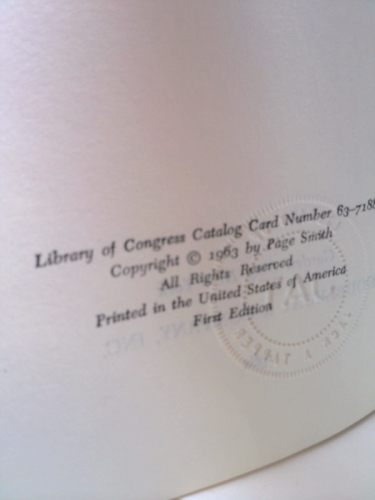 Library of Congress Catalog Card Number 63-7188
Copyright © 1963 by Page Smith
All Rights Reserved
Printed in the United States of America
First Edition